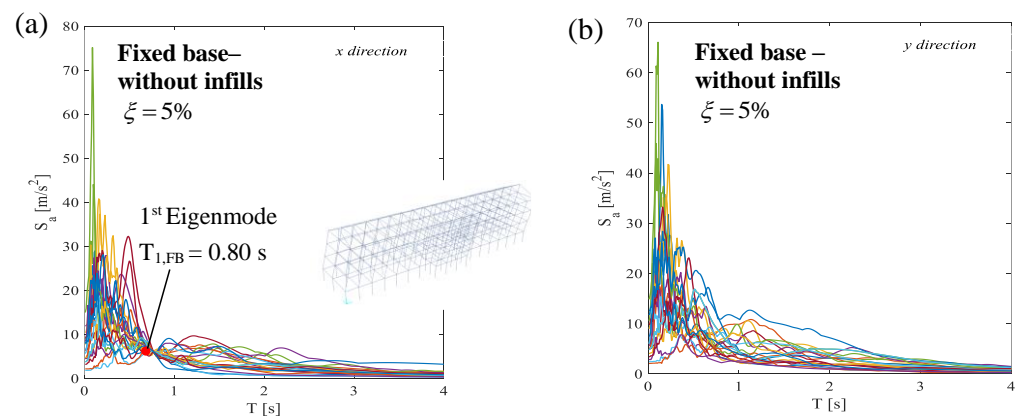 (a)
80
70
60
50
40
30
20
10
0
S_a [m/s²]
Fixed base–
without infills
ξ = 5%
x direction
1st Eigenmode
T1,FB = 0.80 s
0 1 2 3 4
T [s]
(b)
70
60
50
40
30
20
10
0
S_a [m/s²]
Fixed base –
without infills
ξ = 5%
y direction
0 1 2 3 4
T [s]